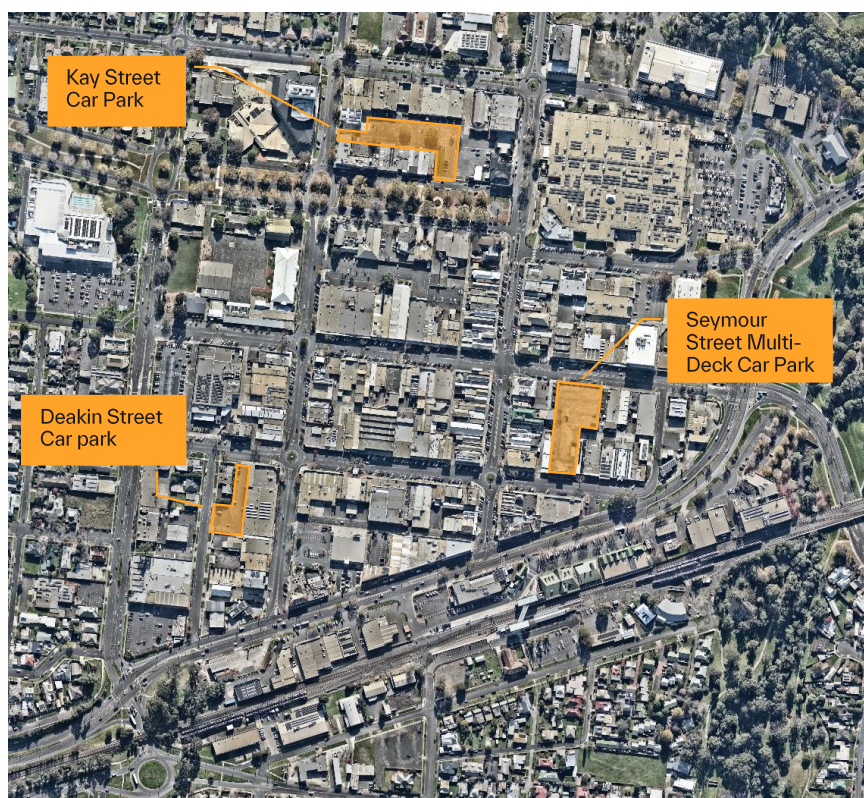 Kay Street
Car Park
Seymour
Street Multi-
Deck Car Park
Deakin Street
Car park